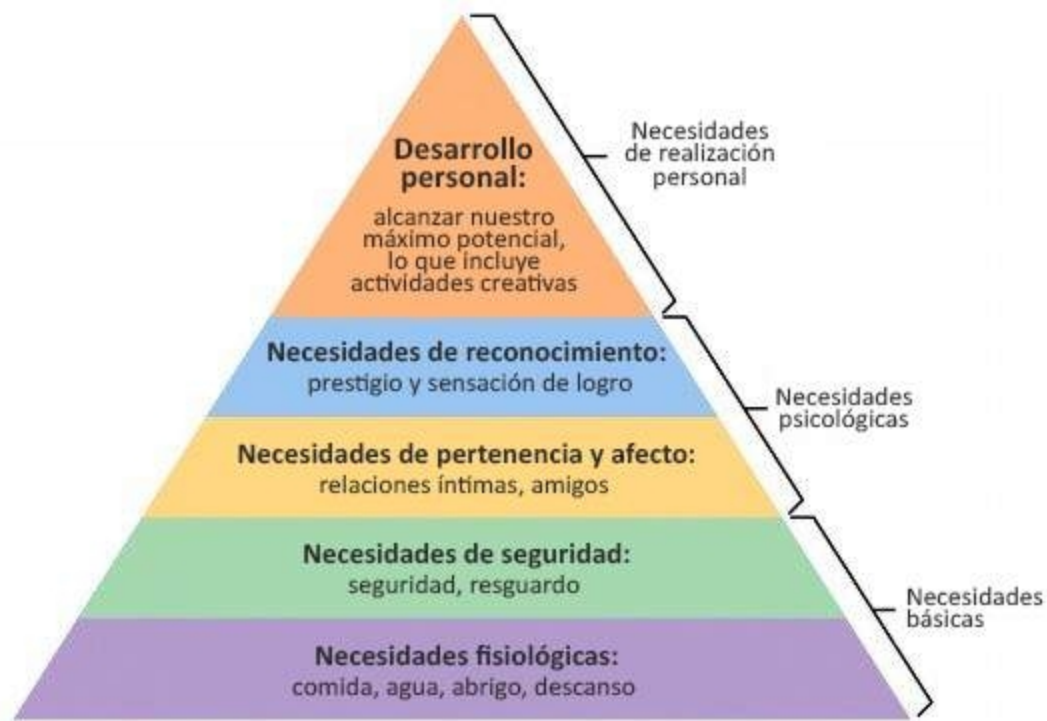 Desarrollo
personal:
alcanzar nuestro
máximo potencial,
lo que incluye
actividades creativas
Necesidades
de realización
personal
Necesidades de reconocimiento:
prestigio y sensación de logro
Necesidades de pertenencia y afecto:
relaciones íntimas, amigos
Necesidades
psicológicas
Necesidades de seguridad:
seguridad, resguardo
Necesidades fisiológicas:
comida, agua, abrigo, descanso
Necesidades
básicas